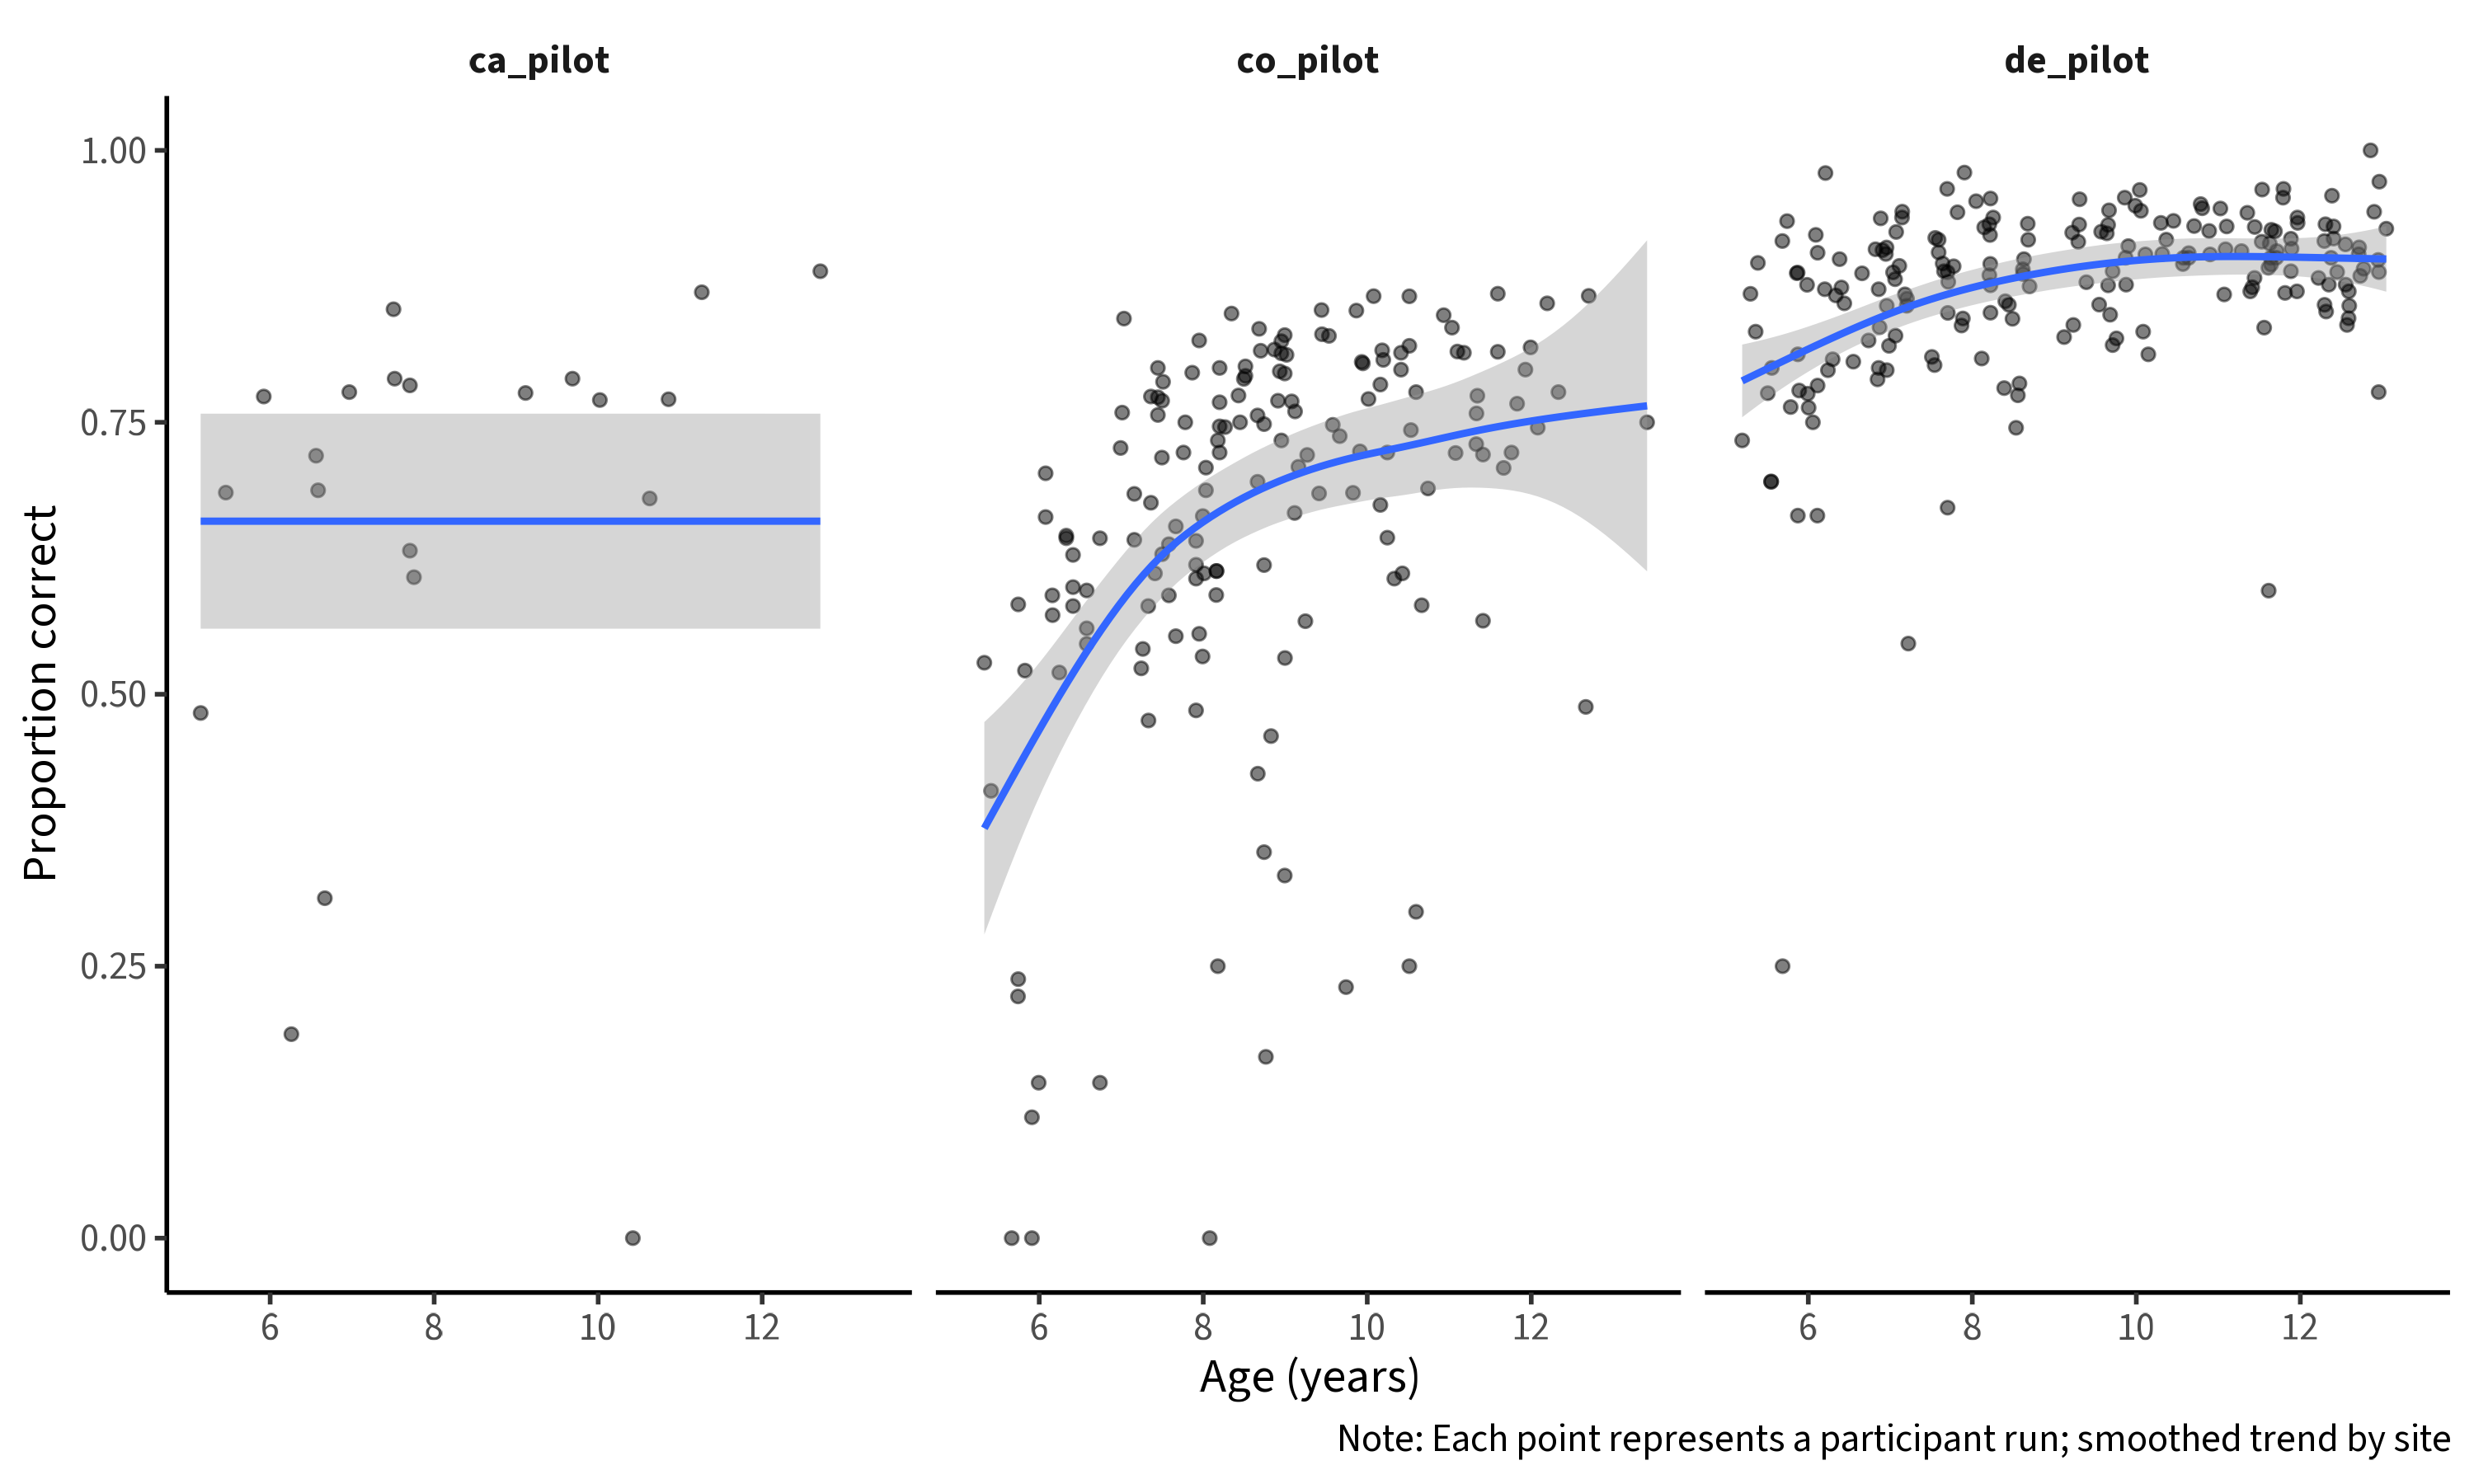 ca_pilot
co_pilot
de_pilot
Proportion correct
1.00
0.75
0.50
0.25
0.00
6 8 10 12
6 8 10 12
6 8 10 12
Age (years)
Note: Each point represents a participant run; smoothed trend by site